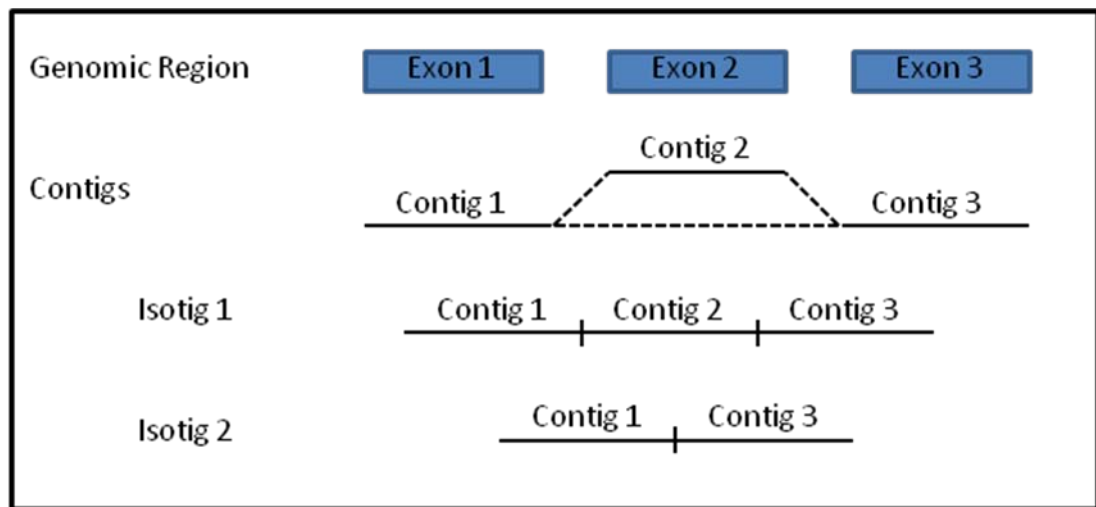 Genomic Region Exon 1 Exon 2 Exon 3
Contig 2
Contigs
Contig 1 Contig 3
Isotig 1 Contig 1 Contig 2 Contig 3
Isotig 2 Contig 1 Contig 3